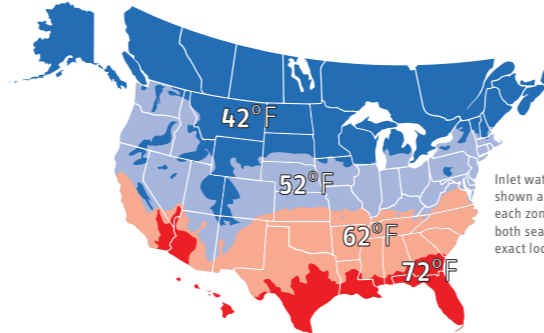 42°F
52°F
62°F
72°F
Inlet wat
shown a
each zon
both sea
exact loc